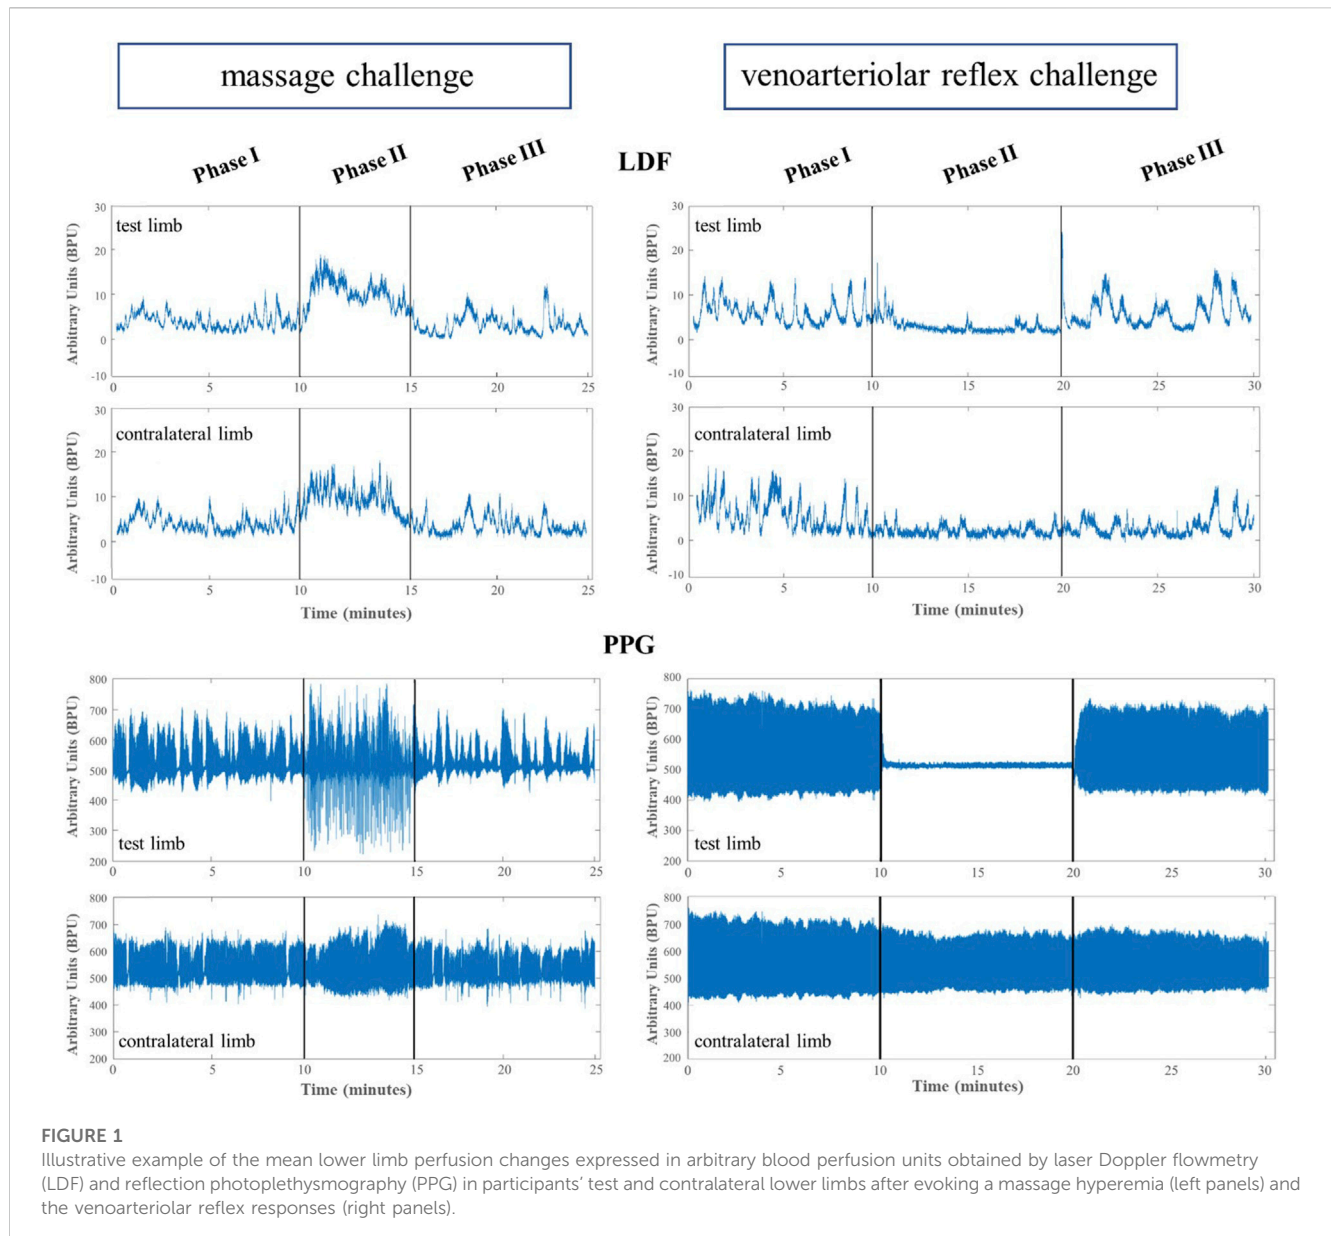 massage challenge
venoarteriolar reflex challenge
Phase I
Phase II
Phase III
LDF
Phase I
Phase II
Phase III
Arbitrary Units (BPU)
30
20
10
0
-10
test limb
0 5 10 15 20 25
Arbitrary Units (BPU)
30
20
10
0
-10
test limb
0 5 10 15 20 25 30
Arbitrary Units (BPU)
30
10
0
-10
contralateral limb
0 5 10 15 20 25
Time (minutes)
Arbitrary Units (BPU)
30
20
10
0
-10
contralateral limb
0 5 10 15 20 25 30
Time (minutes)
PPG
Arbitrary Units (BPU)
800
700
600
500
400
300
200
test limb
0 5 10 15 20 25
Arbitrary Units (BPU)
800
700
600
500
400
300
200
test limb
0 5 10 15 20 25 30
Arbitrary Units (BPU)
800
700
600
500
400
300
200
contralateral limb
0 5 10 15 20 25
Time (minutes)
Arbitrary Units (BPU)
800
700
600
500
400
300
200
contralateral limb
0 5 10 15 20 25 30
Time (minutes)
FIGURE 1
Illustrative example of the mean lower limb perfusion changes expressed in arbitrary blood perfusion units obtained by laser Doppler flowmetry
(LDF) and reflection photoplethysmography (PPG) in participants' test and contralateral lower limbs after evoking a massage hyperemia (left panels) and
the venoarteriolar reflex responses (right panels).